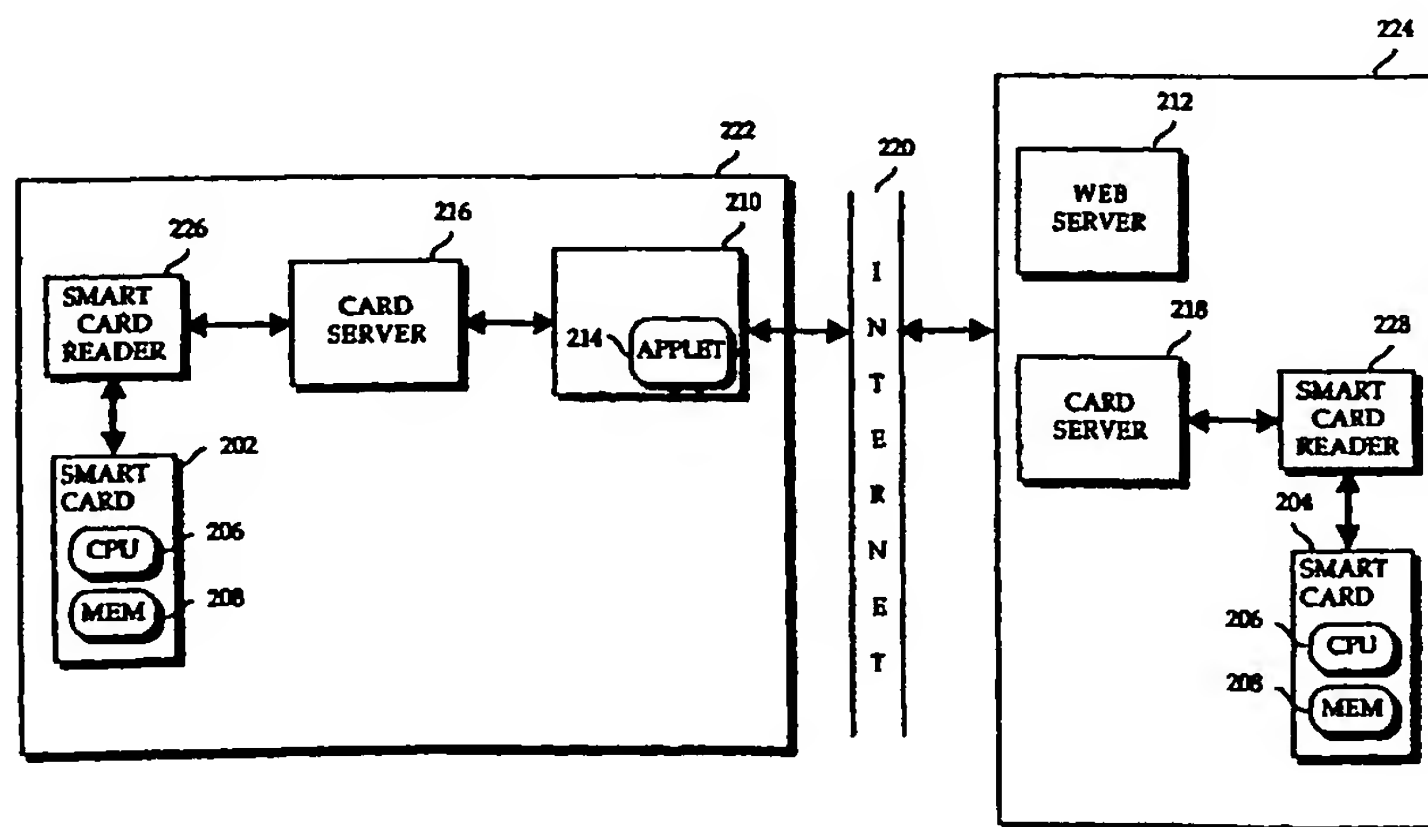 224
212
222
220
WEB
SERVER
210
216
226
SMART
CARD
READER
CARD
SERVER
214
APPLET
INTERNET
218
228
CARD
SERVER
SMART
CARD
READER
202
SMART
CARD
CPU
206
MEM
208
204
SMART
CARD
206
CPU
208
MEM